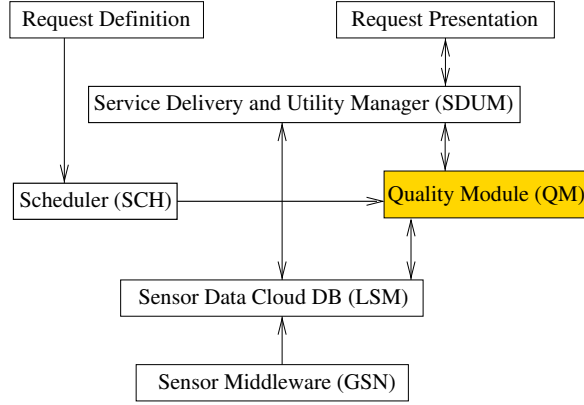 Request Definition
Request Presentation
Service Delivery and Utility Manager (SDUM)
Scheduler (SCH)
Quality Module (QM)
Sensor Data Cloud DB (LSM)
Sensor Middleware (GSN)